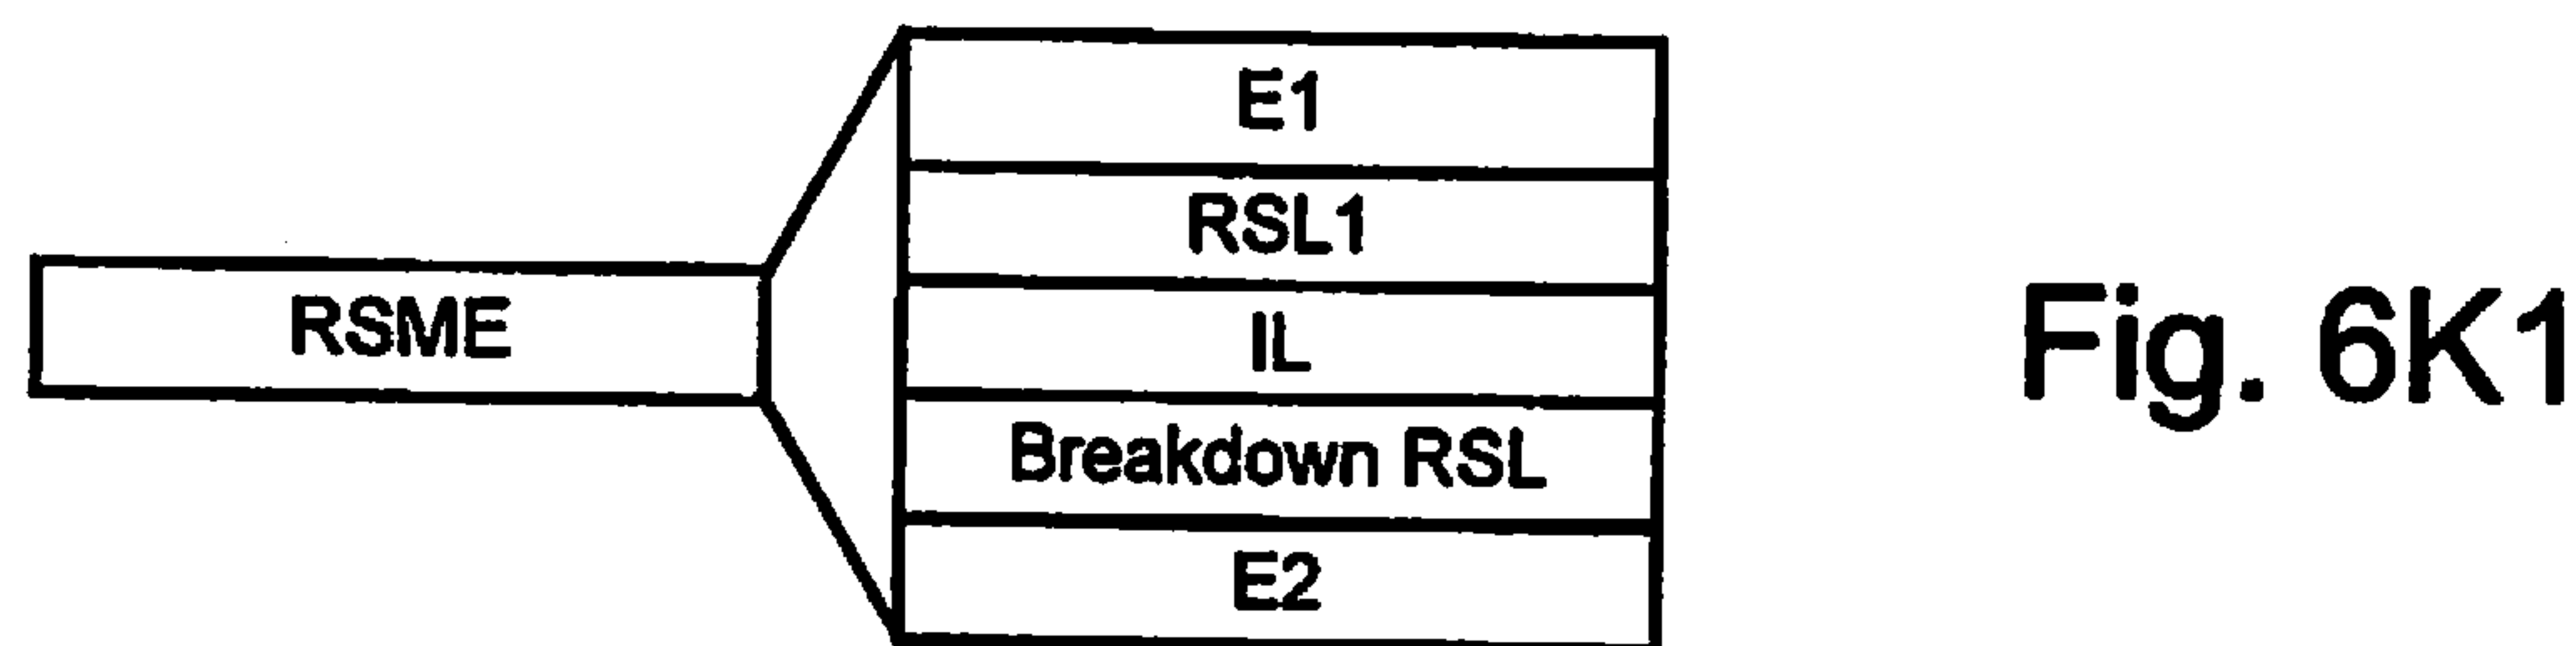 E1
RSL1
RSME
IL
Breakdown RSL
E2
Fig. 6K1